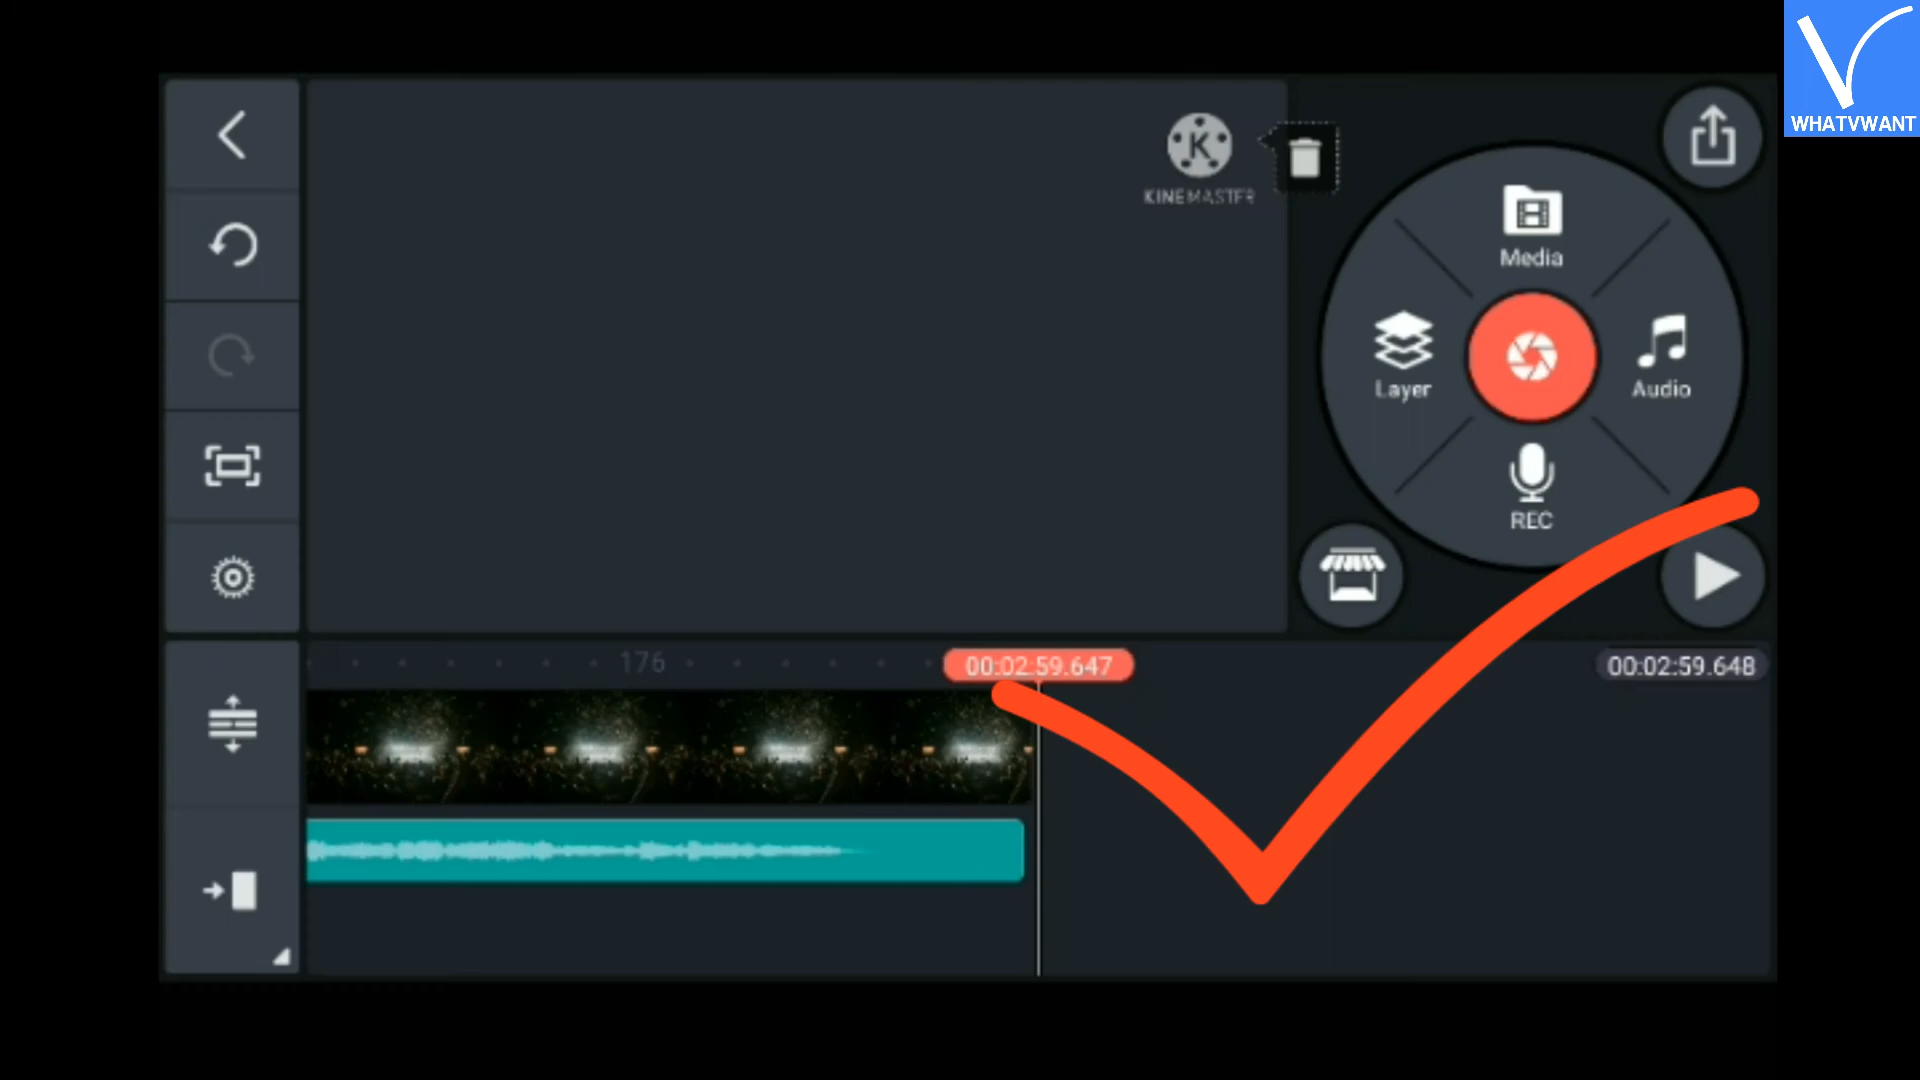 WHATVWANT
KINEMASTER
Media
Layer
Audio
REC
176
00:02:59.647
00:02:59.648